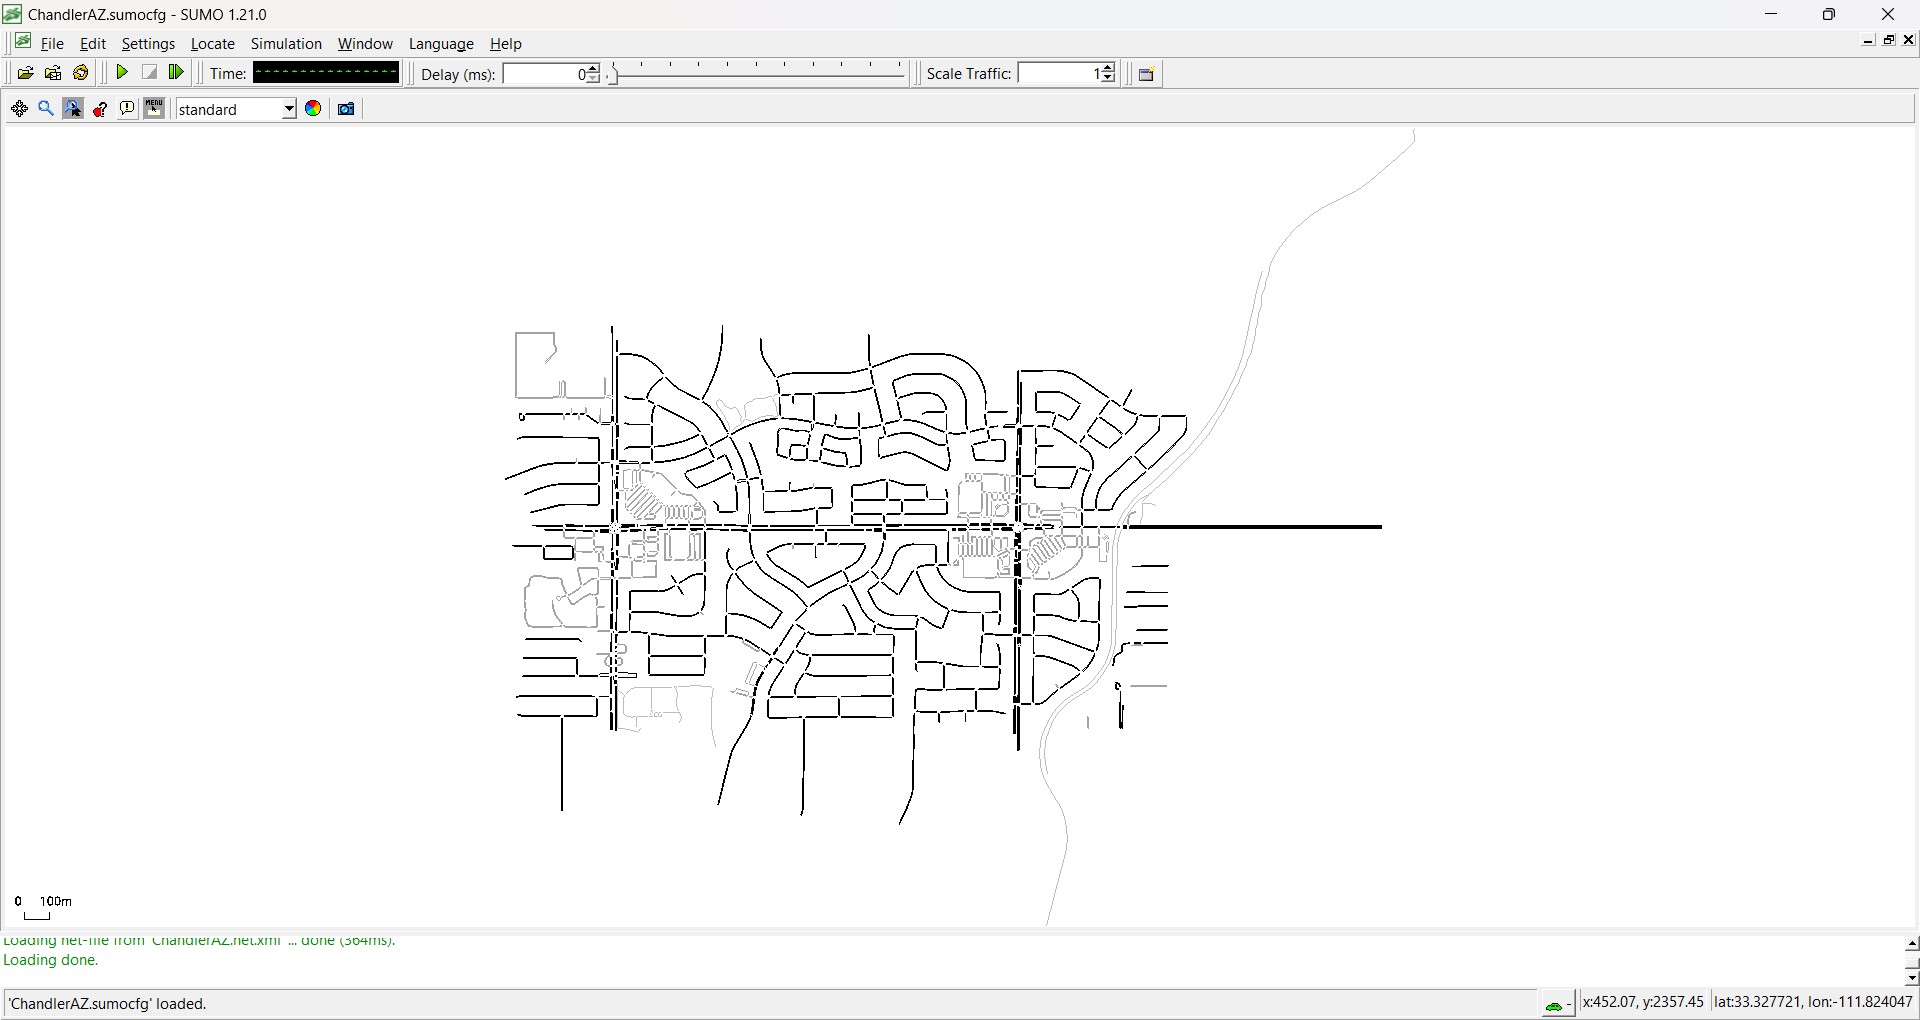 ChandlerAZ.sumocfg - SUMO 1.21.0
File Edit Settings Locate Simulation Window Language Help
Time: Delay (ms): 0 Scale Traffic: 1
MENU standard
0 100m
Loading net-file from 'ChandlerAZ.net.xml' ... done (364ms).
Loading done.
'ChandlerAZ.sumocfg' loaded. - x:452.07, y:2357.45 lat:33.327721, lon:-111.824047